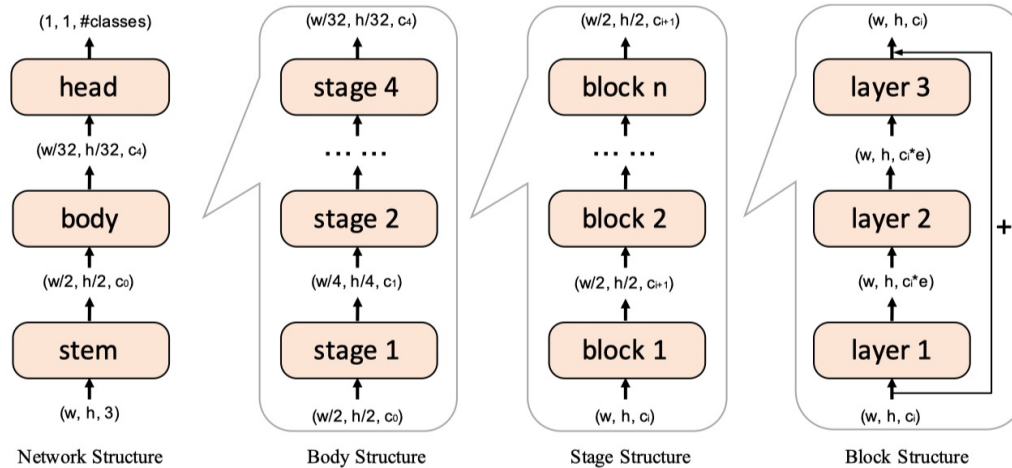 (1, 1, #classes)
head
(w/32, h/32, c₄)
body
(w/2, h/2, c₀)
stem
(w, h, 3)
Network Structure
(w/32, h/32, c₄)
stage 4
... ...
stage 2
(w/4, h/4, c₁)
stage 1
(w/2, h/2, c₀)
Body Structure
(w/2, h/2, cᵢ₊₁)
block n
... ...
block 2
(w/2, h/2, cᵢ₊₁)
block 1
(w, h, cᵢ)
Stage Structure
(w, h, cᵢ)
layer 3
(w, h, cᵢ*e)
layer 2
+
(w, h, cᵢ*e)
layer 1
(w, h, cᵢ)
Block Structure